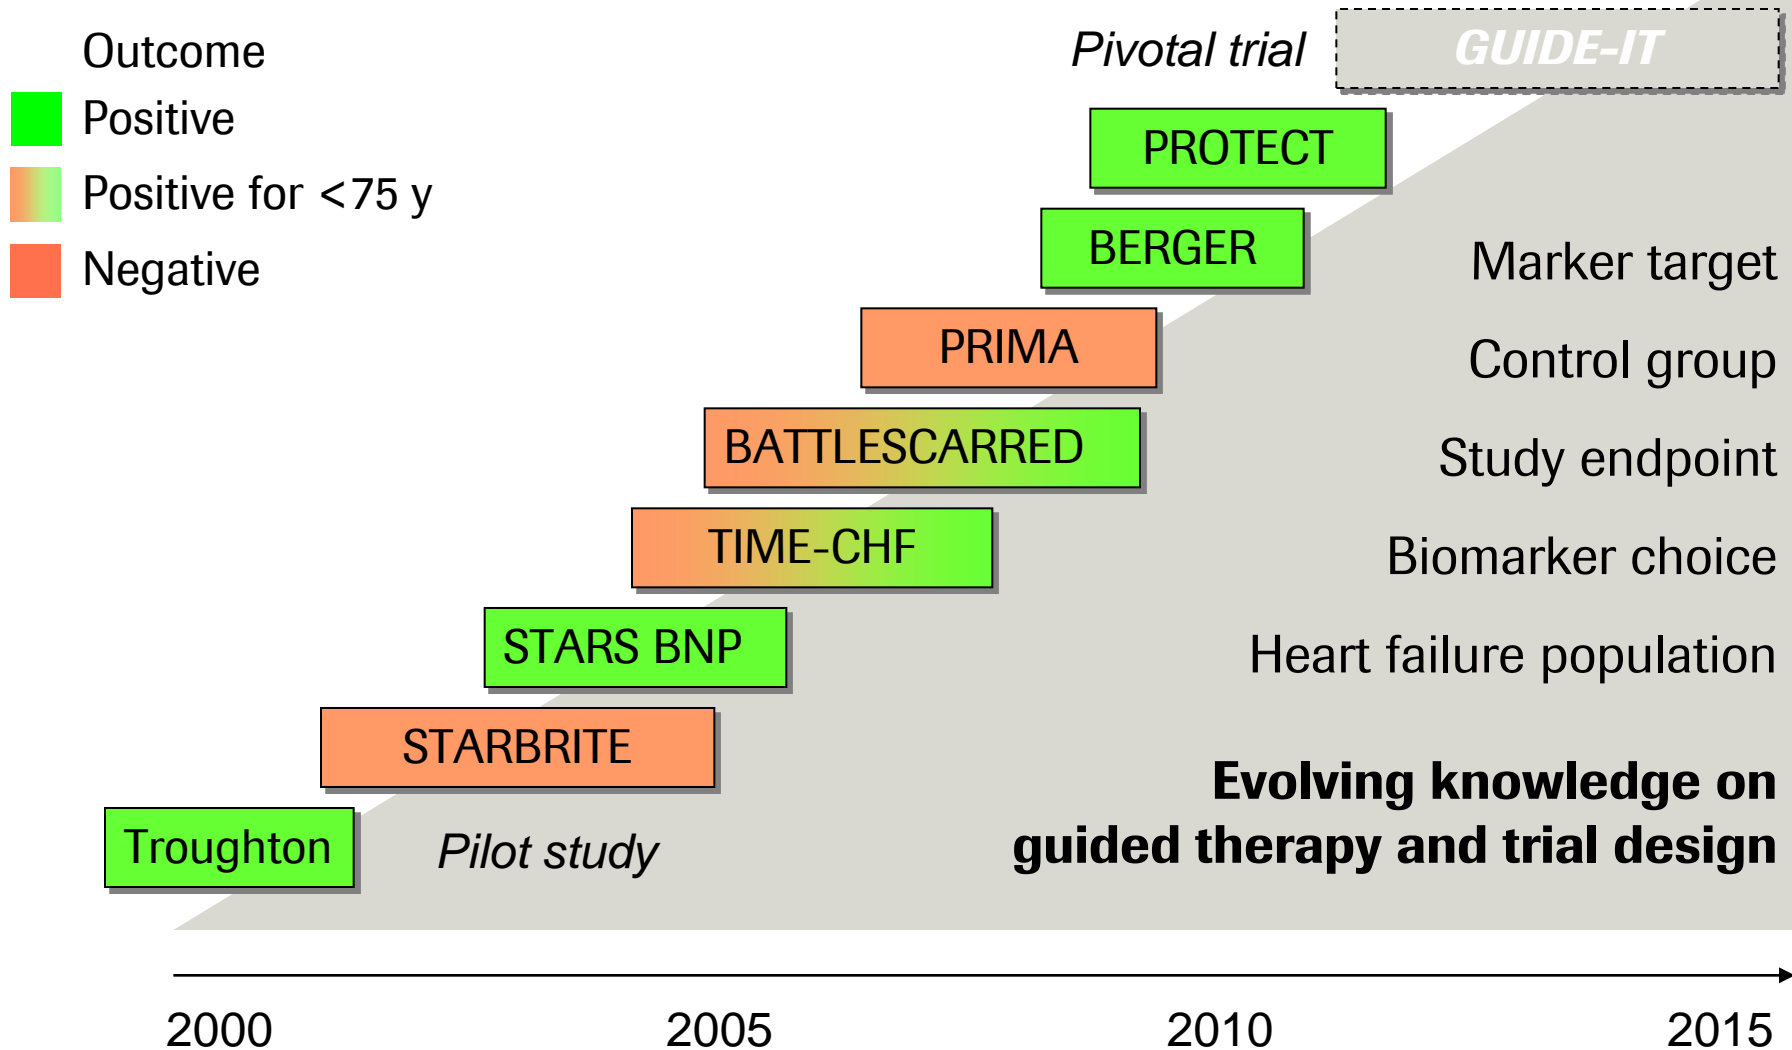 Outcome
Positive
Positive for <75 y
Negative
Pivotal trial
GUIDE-IT
PROTECT
BERGER
PRIMA
BATTLESCARRED
TIME-CHF
STARS BNP
STARBRITE
Troughton
Pilot study
Marker target
Control group
Study endpoint
Biomarker choice
Heart failure population
Evolving knowledge on
guided therapy and trial design
2000 2005 2010 2015